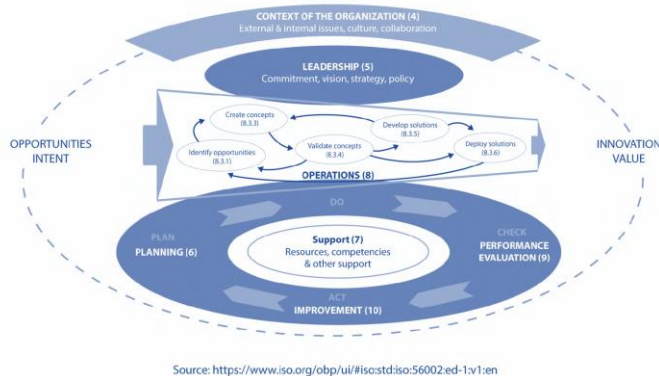 CONTEXT OF THE ORGANIZATION (4)
External & internal issues, culture, collaboration
LEADERSHIP (5)
Commitment, vision, strategy, policy
OPPORTUNITIES
INTENT
Create concepts
(8.3.3)
Develop solutions
(8.3.5)
Identify opportunities
(8.3.1)
Validate concepts
(8.3.4)
Deploy solutions
(8.3.6)
OPERATIONS (8)
INNOVATION
VALUE
DO
PLAN
PLANNING (6)
Support (7)
Resources, competencies
& other support
CHECK
PERFORMANCE
EVALUATION (9)
ACT
IMPROVEMENT (10)
Source: https://www.iso.org/obp/ui/#iso:std:iso:56002:ed-1:v1:en